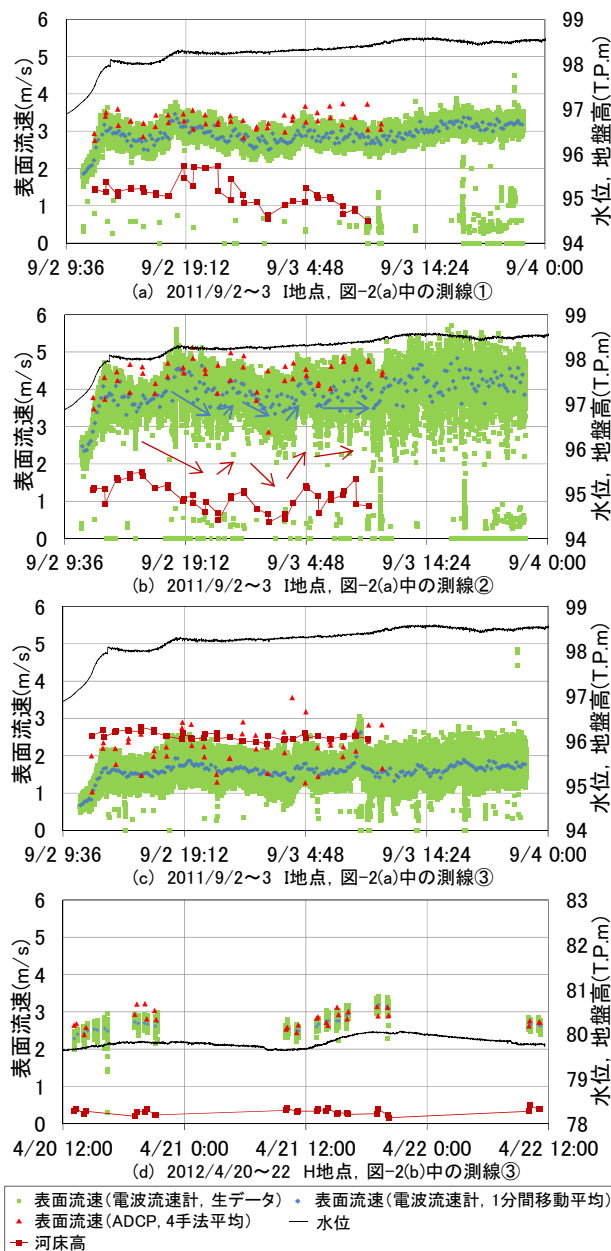 6
5
4
3
2
1
0
表面流速(m/s)
99
98
97
96
95
94
水位, 地盤高(T.P.m)
9/2 9:36 9/2 19:12 9/3 4:48 9/3 14:24 9/4 0:00
(a) 2011/9/2～3 I地点, 図-2(a)中の測線①
6
5
4
3
2
1
0
表面流速(m/s)
99
98
97
96
95
94
水位, 地盤高(T.P.m)
9/2 9:36 9/2 19:12 9/3 4:48 9/3 14:24 9/4 0:00
(b) 2011/9/2～3 I地点, 図-2(a)中の測線②
6
5
4
3
2
1
0
表面流速(m/s)
99
98
97
96
95
94
水位, 地盤高(T.P.m)
9/2 9:36 9/2 19:12 9/3 4:48 9/3 14:24 9/4 0:00
(c) 2011/9/2～3 I地点, 図-2(a)中の測線③
6
5
4
3
2
1
0
表面流速(m/s)
83
82
81
80
79
78
水位, 地盤高(T.P.m)
4/20 12:00 4/21 0:00 4/21 12:00 4/22 0:00 4/22 12:00
(d) 2012/4/20～22 H地点, 図-2(b)中の測線③
表面流速(電波流速計, 生データ) 表面流速(電波流速計, 1分間移動平均)
表面流速(ADCP, 4手法平均) 水位
河床高